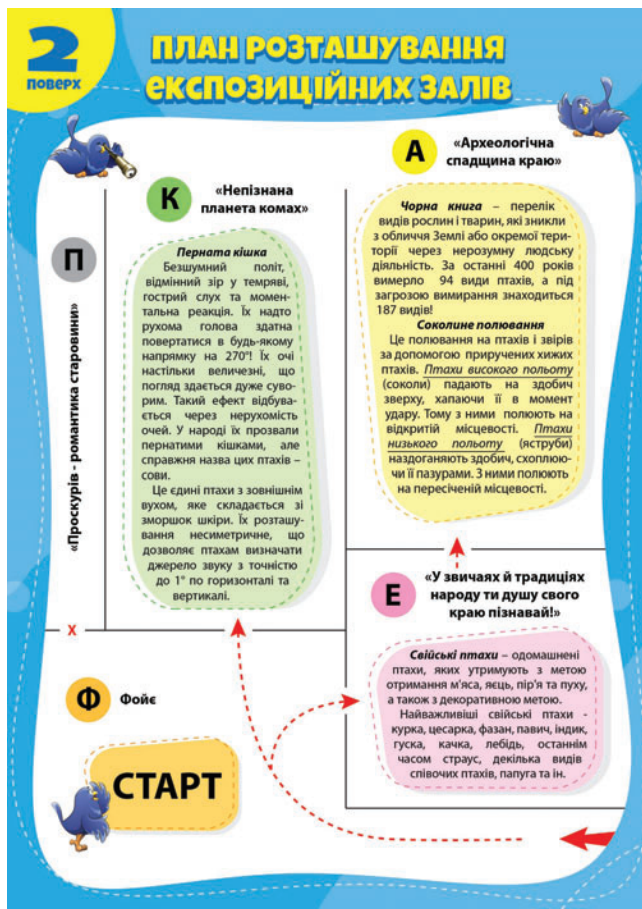 2
ПОВЕРХ
ПЛАН РОЗТАШУВАННЯ
ЕКСПОЗИЦІЙНИХ ЗАЛІВ
А
«Археологічна
спадщина краю»
Чорна книга – перелік
видів рослин і тварин, які зникли
з обличчя Землі або окремої тери-
торії через нерозумну людську
діяльність. За останні 400 років
вимерло 94 види птахів, а під
загрозою вимирання знаходиться
187 видів!
Соколине полювання
Це полювання на птахів і звірів
за допомогою приручених хижих
птахів. Птахи високого польоту
(соколи) падають на здобич
зверху, хапаючи її в момент
удару. Тому з ними полюють на
відкритій місцевості. Птахи
низького польоту (яструби)
наздоганяють здобич, схоплюю-
чи її пазурами. З ними полюють
на пересіченій місцевості.
К
«Непізнана
планета комах»
Перната кішка
Безшумний політ,
відмінний зір у темряві,
гострий слух та момен-
тальна реакція. Їх надто
рухома голова здатна
повертатися в будь-якому
напрямку на 270°! Їх очі
настільки величезні, що
погляд здається дуже суво-
рим. Такий ефект відбува-
ється через нерухомість
очей. У народі їх прозвали
пернатими кішками, але
справжня назва цих птахів –
сови.
Це єдині птахи з зовнішнім
вухом, яке складається зі
зморшок шкіри. Їх розташу-
вання несиметричне, що
дозволяє птахам визначати
джерело звуку з точністю
до 1° по горизонталі та
вертикалі.
П
«Проскурів - романтика старовини»
Х
Е
«У звичаях й традиціях
народу ти душу свого
краю пізнавай!»
Свійські птахи – одомашнені
птахи, яких утримують з метою
отримання м'яса, яєць, пір'я та пуху,
а також з декоративною метою.
Найважливіші свійські птахи -
курка, цесарка, фазан, павич, індик,
гуска, качка, лебідь, останнім
часом страус, декілька видів
співочих птахів, папуга та ін.
Ф
Фойє
СТАРТ